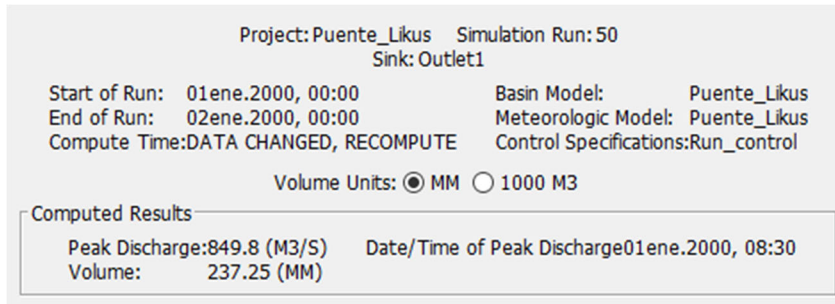 Project: Puente_Likus Simulation Run: 50
Sink: Outlet1
Start of Run: 01ene.2000, 00:00 Basin Model: Puente_Likus
End of Run: 02ene.2000, 00:00 Meteorologic Model: Puente_Likus
Compute Time:DATA CHANGED, RECOMPUTE Control Specifications:Run_control
Volume Units: MM 1000 M3
Computed Results
Peak Discharge:849.8 (M3/S) Date/Time of Peak Discharge01ene.2000, 08:30
Volume: 237.25 (MM)